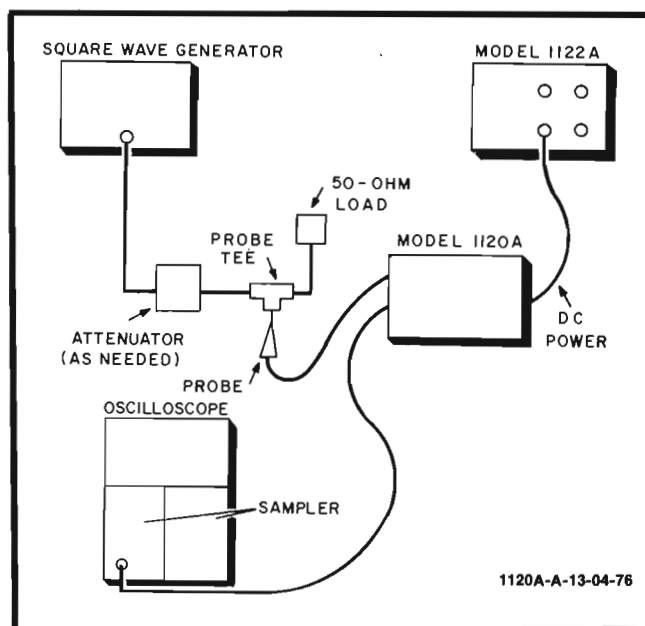 SQUARE WAVE GENERATOR
MODEL 1122A
50-OHM
LOAD
PROBE
TEE
MODEL 1120A
ATTENUATOR
(AS NEEDED)
DC
POWER
PROBE
OSCILLOSCOPE
SAMPLER
1120A-A-13-04-76